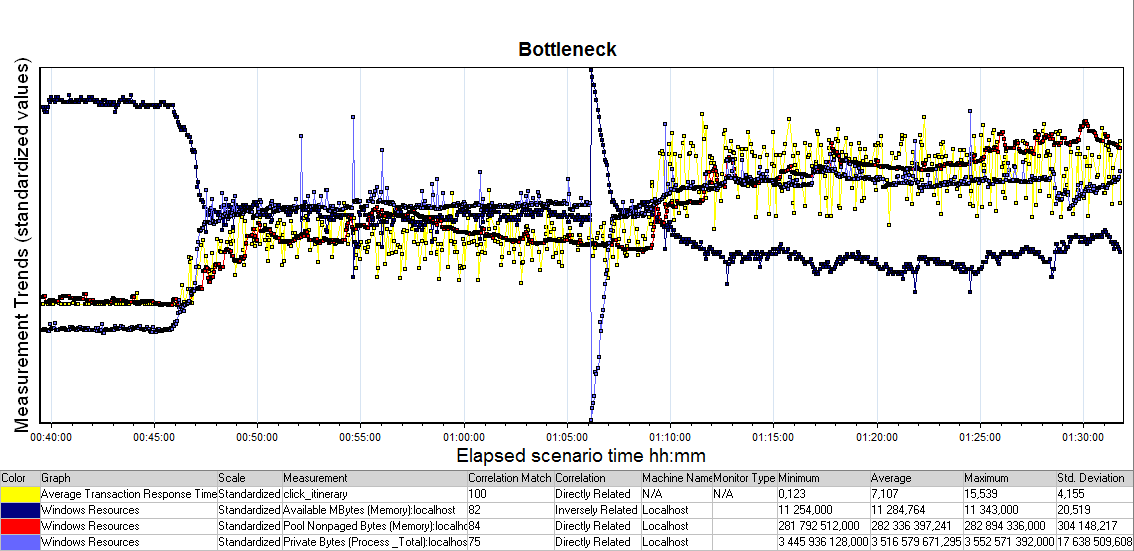 Bottleneck
Measurement Trends (standardized values)
00:40:00 00:45:00 00:50:00 00:55:00 01:00:00 01:05:00 01:10:00 01:15:00 01:20:00 01:25:00 01:30:00
Elapsed scenario time hh:mm
Color Graph Scale Measurement Correlation Match Correlation Machine Name Monitor Type Minimum Average Maximum Std. Deviation
Average Transaction Response Time Standardized click_itinerary 100 Directly Related N/A N/A 0,123 7,107 15,539 4,155
Windows Resources Standardized Available MBytes (Memory):localhost 82 Inversely Related Localhost 11 254,000 11 284,764 11 343,000 20,519
Windows Resources Standardized Pool Nonpaged Bytes (Memory):localho 84 Directly Related Localhost 281 792 512,000 282 336 397,241 282 894 336,000 304 148,217
Windows Resources Standardized Private Bytes (Process _Total):localhos 75 Directly Related Localhost 3 445 936 128,000 3 516 579 671,295 3 552 571 392,000 17 638 509,608